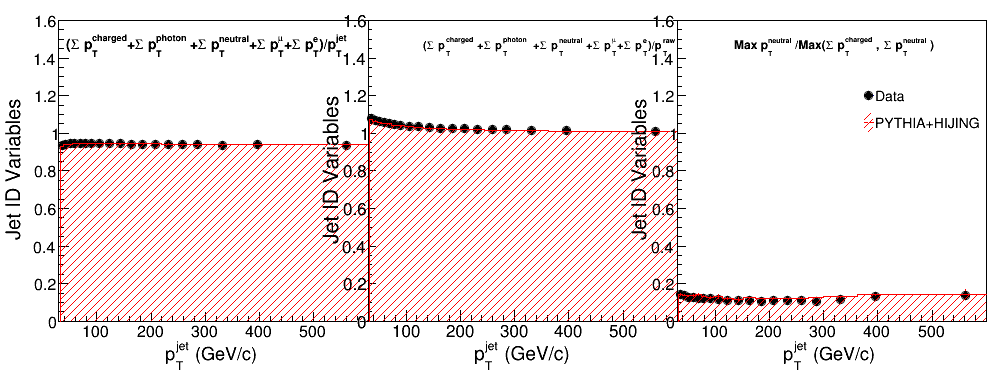 (Σ p_T^charged +Σ p_T^photon +Σ p_T^neutral +Σ p_T^μ +Σ p_T^e)/p_T^jet
Jet ID Variables
1.6
1.4
1.2
1
0.8
0.6
0.4
0.2
0
100 200 300 400 500
p_T^jet (GeV/c)
(Σ p_T^charged +Σ p_T^photon +Σ p_T^neutral +Σ p_T^μ +Σ p_T^e)/p_T^raw
Jet ID Variables
1.6
1.4
1.2
1
0.8
0.6
0.4
0.2
0
100 200 300 400 500
p_T^jet (GeV/c)
Max p_T^neutral /Max(Σ p_T^charged , Σ p_T^neutral )
Data
PYTHIA+HIJING
Jet ID Variables
1.6
1.4
1.2
1
0.8
0.6
0.4
0.2
0
100 200 300 400 500
p_T^jet (GeV/c)